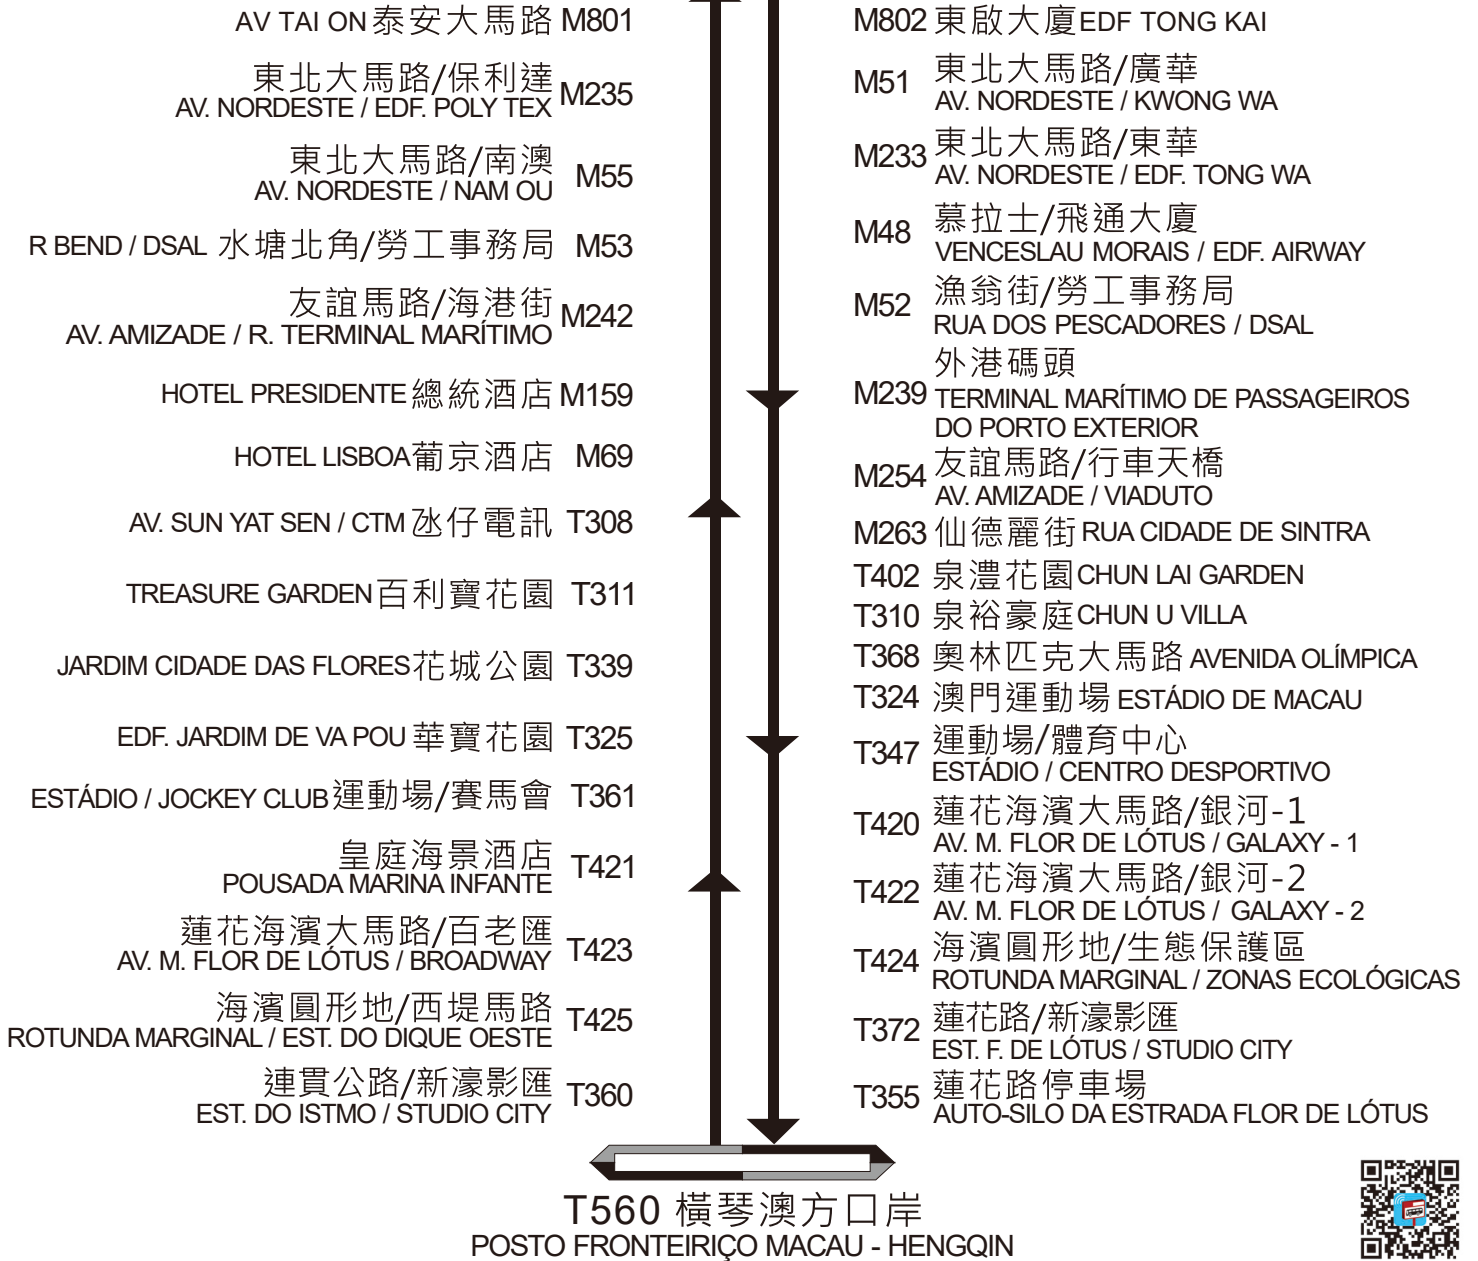 AV TAI ON 泰安大馬路 M801
東北大馬路/保利達
AV. NORDESTE / EDF. POLY TEX
M235
東北大馬路/南澳
AV. NORDESTE / NAM OU
M55
R BEND / DSAL 水塘北角/勞工事務局 M53
友誼馬路/海港街
AV. AMIZADE / R. TERMINAL MARÍTIMO
M242
HOTEL PRESIDENTE 總統酒店 M159
HOTEL LISBOA 葡京酒店 M69
AV. SUN YAT SEN / CTM 氹仔電訊 T308
TREASURE GARDEN 百利寶花園 T311
JARDIM CIDADE DAS FLORES 花城公園 T339
EDF. JARDIM DE VA POU 華寶花園 T325
ESTÁDIO / JOCKEY CLUB 運動場/賽馬會 T361
皇庭海景酒店
POUSADA MARINA INFANTE
T421
蓮花海濱大馬路/百老匯
AV. M. FLOR DE LÓTUS / BROADWAY
T423
海濱圓形地/西堤馬路
ROTUNDA MARGINAL / EST. DO DIQUE OESTE
T425
連貫公路/新濠影匯
EST. DO ISTMO / STUDIO CITY
T360
M802 東啟大廈 EDF TONG KAI
M51
東北大馬路/廣華
AV. NORDESTE / KWONG WA
M233
東北大馬路/東華
AV. NORDESTE / EDF. TONG WA
M48
慕拉士/飛通大廈
VENCESLAU MORAIS / EDF. AIRWAY
M52
漁翁街/勞工事務局
RUA DOS PESCADORES / DSAL
M239
外港碼頭
TERMINAL MARÍTIMO DE PASSAGEIROS
DO PORTO EXTERIOR
M254
友誼馬路/行車天橋
AV. AMIZADE / VIADUTO
M263 仙德麗街 RUA CIDADE DE SINTRA
T402 泉澧花園 CHUN LAI GARDEN
T310 泉裕豪庭 CHUN U VILLA
T368 奧林匹克大馬路 AVENIDA OLÍMPICA
T324 澳門運動場 ESTÁDIO DE MACAU
T347
運動場/體育中心
ESTÁDIO / CENTRO DESPORTIVO
T420
蓮花海濱大馬路/銀河-1
AV. M. FLOR DE LÓTUS / GALAXY - 1
T422
蓮花海濱大馬路/銀河-2
AV. M. FLOR DE LÓTUS / GALAXY - 2
T424
海濱圓形地/生態保護區
ROTUNDA MARGINAL / ZONAS ECOLÓGICAS
T372
蓮花路/新濠影匯
EST. F. DE LÓTUS / STUDIO CITY
T355
蓮花路停車場
AUTO-SILO DA ESTRADA FLOR DE LÓTUS
T560 橫琴澳方口岸
POSTO FRONTEIRIÇO MACAU - HENGQIN